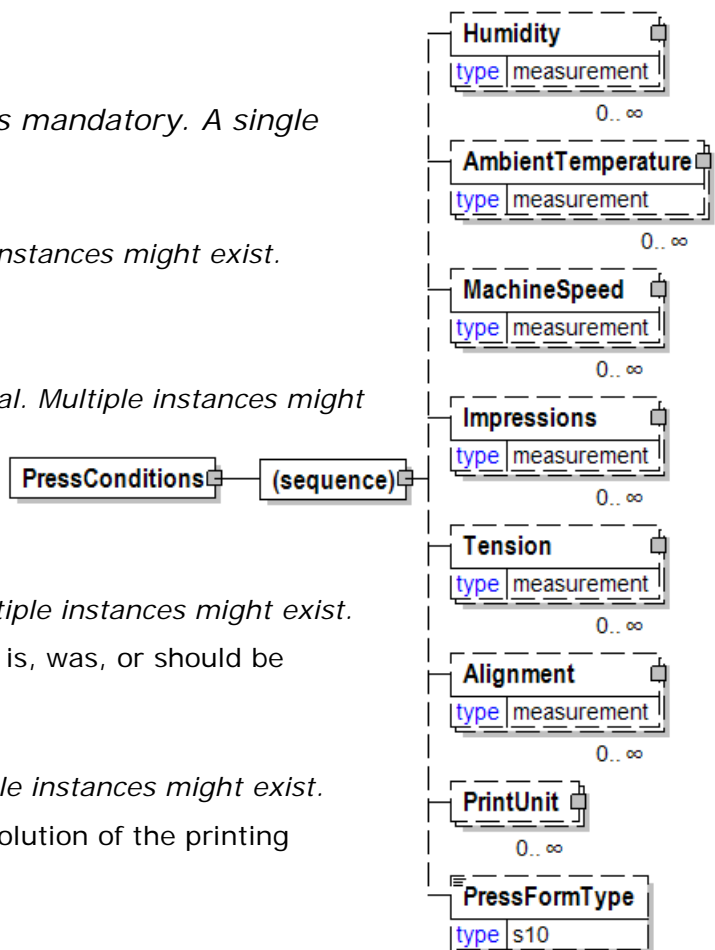 s mandatory. A single
nstances might exist.
al. Multiple instances might
tiple instances might exist.
is, was, or should be
le instances might exist.
solution of the printing
PressConditions
(sequence)
Humidity
type measurement
0.. ∞
AmbientTemperature
type measurement
0.. ∞
MachineSpeed
type measurement
0.. ∞
Impressions
type measurement
0.. ∞
Tension
type measurement
0.. ∞
Alignment
type measurement
0.. ∞
PrintUnit
0.. ∞
PressFormType
type s10